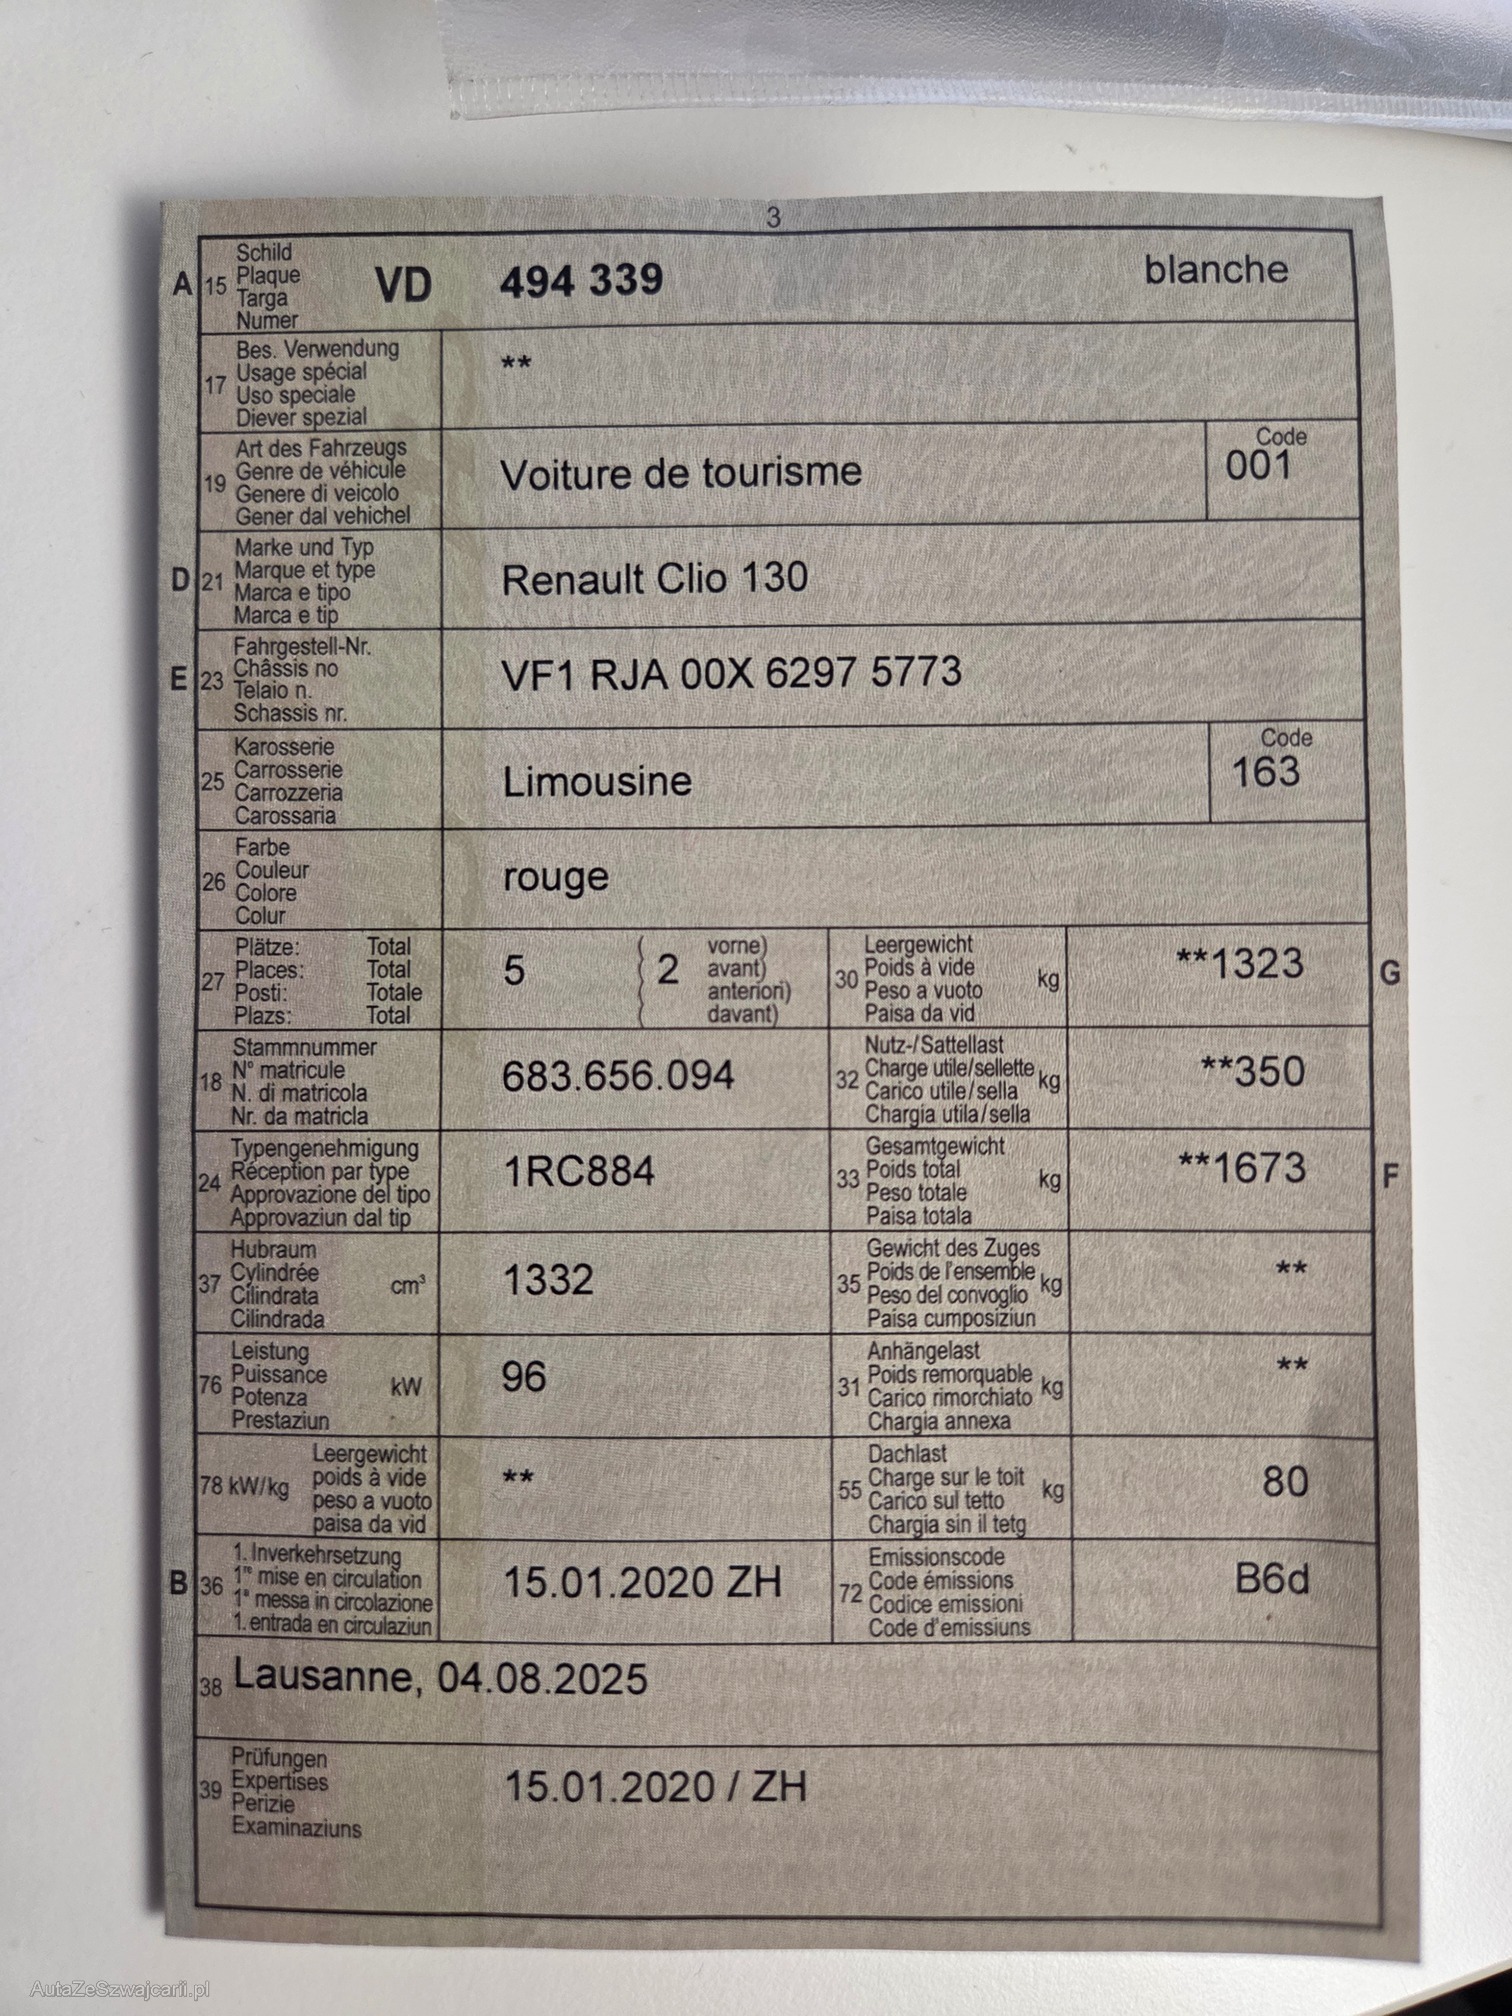 3
A 15 Schild
Plaque
Targa
Numer
VD 494 339 blanche
17 Bes. Verwendung
Usage spécial
Uso speciale
Diever spezial
**
19 Art des Fahrzeugs
Genre de véhicule
Genere di veicolo
Gener dal vehichel
Voiture de tourisme
Code
001
D 21 Marke und Typ
Marque et type
Marca e tipo
Marca e tip
Renault Clio 130
E 23 Fahrgestell-Nr.
Châssis no
Telaio n.
Schassis nr.
VF1 RJA 00X 6297 5773
25 Karosserie
Carrosserie
Carrozzeria
Carossaria
Limousine
Code
163
26 Farbe
Couleur
Colore
Colur
rouge
27 Plätze: Total
Places: Total
Posti: Totale
Plazs: Total
5 ( 2 vorne)
avant)
anteriori)
davant)
30 Leergewicht
Poids à vide
Peso a vuoto
Paisa da vid
kg
**1323 G
18 Stammnummer
N° matricule
N. di matricola
Nr. da matricla
683.656.094
32 Nutz-/Sattellast
Charge utile/sellette
Carico utile/sella
Chargia utila/sella
kg
**350
24 Typengenehmigung
Réception par type
Approvazione del tipo
Approvaziun dal tip
1RC884
33 Gesamtgewicht
Poids total
Peso totale
Paisa totala
kg
**1673 F
37 Hubraum
Cylindrée
Cilindrata
Cilindrada
cm³
1332
35 Gewicht des Zuges
Poids de l'ensemble
Peso del convoglio
Paisa cumposiziun
kg
**
76 Leistung
Puissance
Potenza
Prestaziun
kW
96
31 Anhängelast
Poids remorquable
Carico rimorchiato
Chargia annexa
kg
**
78 kW/kg Leergewicht
poids à vide
peso a vuoto
paisa da vid
**
55 Dachlast
Charge sur le toit
Carico sul tetto
Chargia sin il tetg
kg
80
B 36 1. Inverkehrsetzung
1re mise en circulation
1a messa in circolazione
1. entrada en circulaziun
15.01.2020 ZH
72 Emissionscode
Code émissions
Codice emissioni
Code d'emissiuns
B6d
38 Lausanne, 04.08.2025
39 Prüfungen
Expertises
Perizie
Examinaziuns
15.01.2020 / ZH
AutaZeSzwajcarii.pl